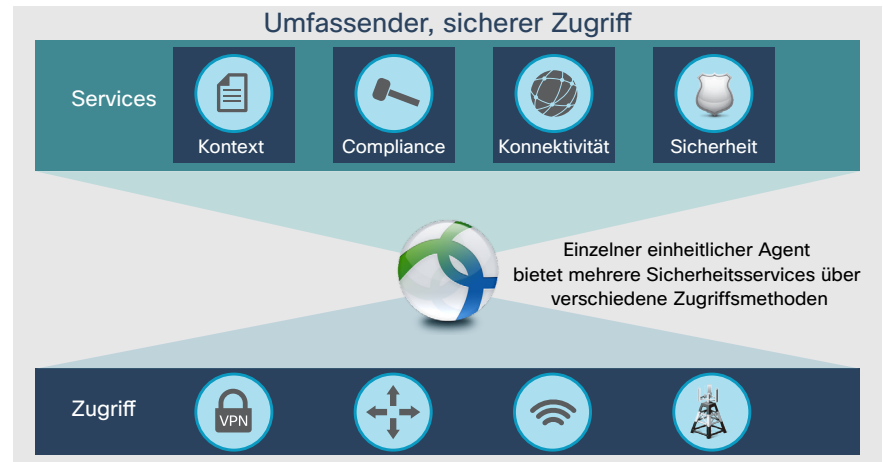 Umfassender, sicherer Zugriff
Services
Kontext
Compliance
Konnektivität
Sicherheit
Einzelner einheitlicher Agent
bietet mehrere Sicherheitsservices über
verschiedene Zugriffsmethoden
Zugriff
VPN